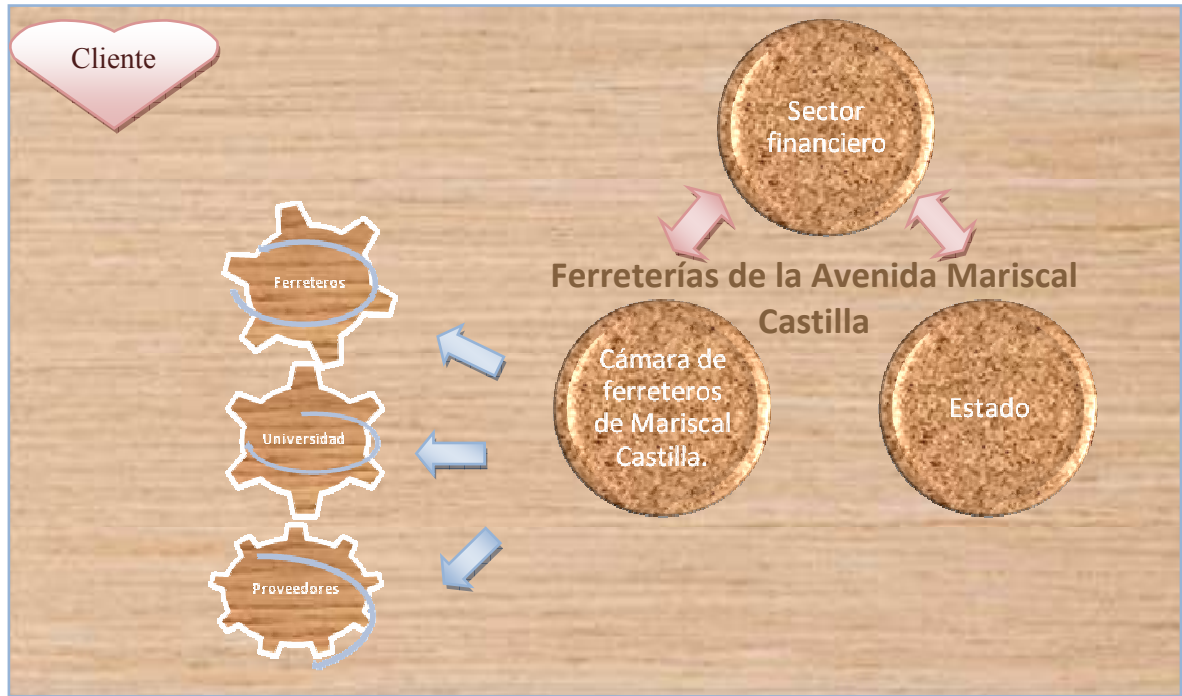 Cliente
Sector
financiero
Ferreterías de la Avenida Mariscal
Castilla
Cámara de
ferreteros
de Mariscal
Castilla.
Estado
Ferreteros
Universidad
Proveedores